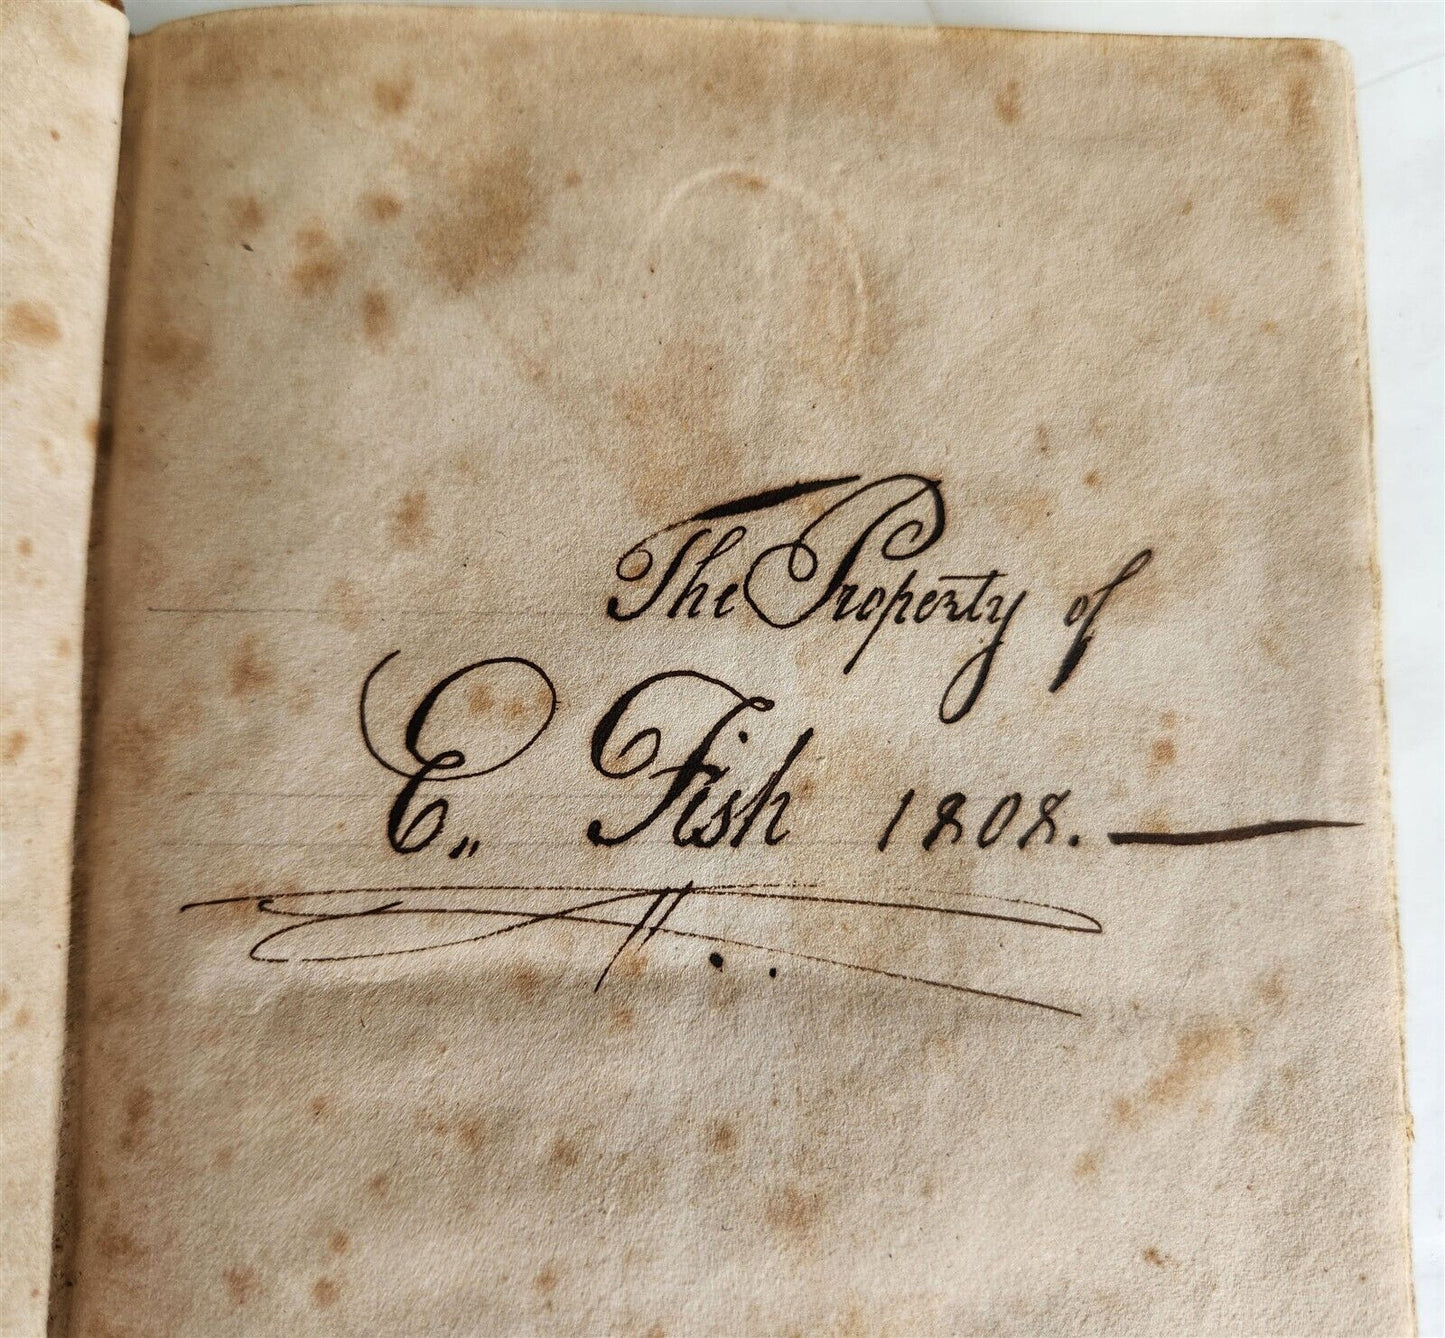 The Property of
E,, Fish 1808.